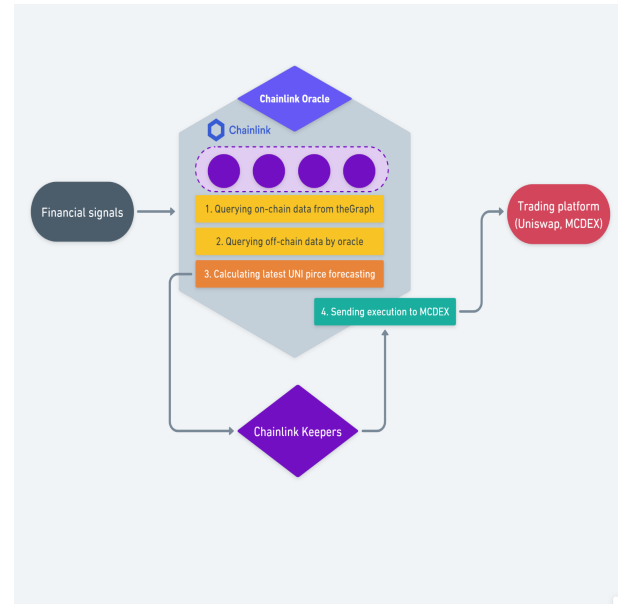 Chainlink Oracle
Chainlink
Financial signals
1. Querying on-chain data from theGraph
2. Querying off-chain data by oracle
3. Calculating latest UNI pirce forecasting
4. Sending execution to MCDEX
Trading platform
(Uniswap, MCDEX)
Chainlink Keepers